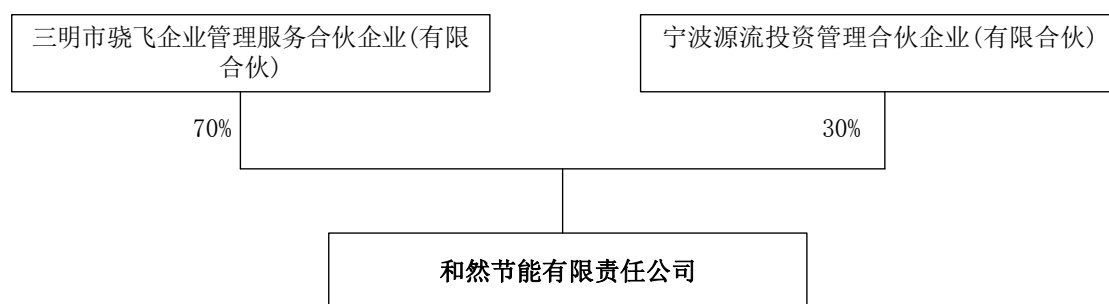 三明市骁飞企业管理服务合伙企业(有限
合伙)
宁波源流投资管理合伙企业(有限合伙)
70%
30%
和然节能有限责任公司